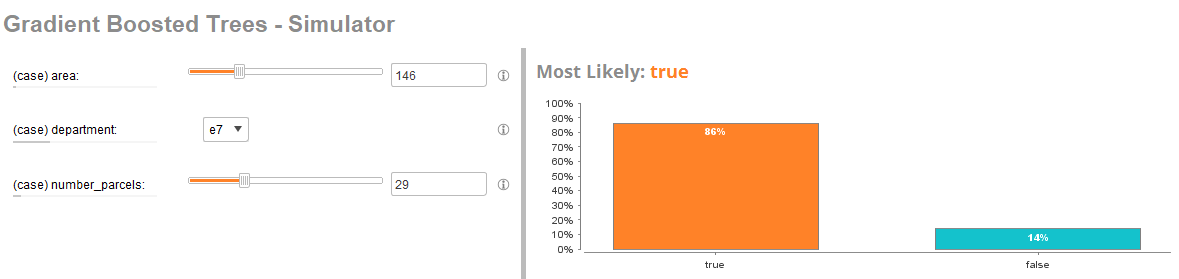 Gradient Boosted Trees - Simulator
(case) area:
146
(case) department:
e7
(case) number_parcels:
29
Most Likely: true
100%
90%
80%
70%
60%
50%
40%
30%
20%
10%
0%
86%
14%
true
false